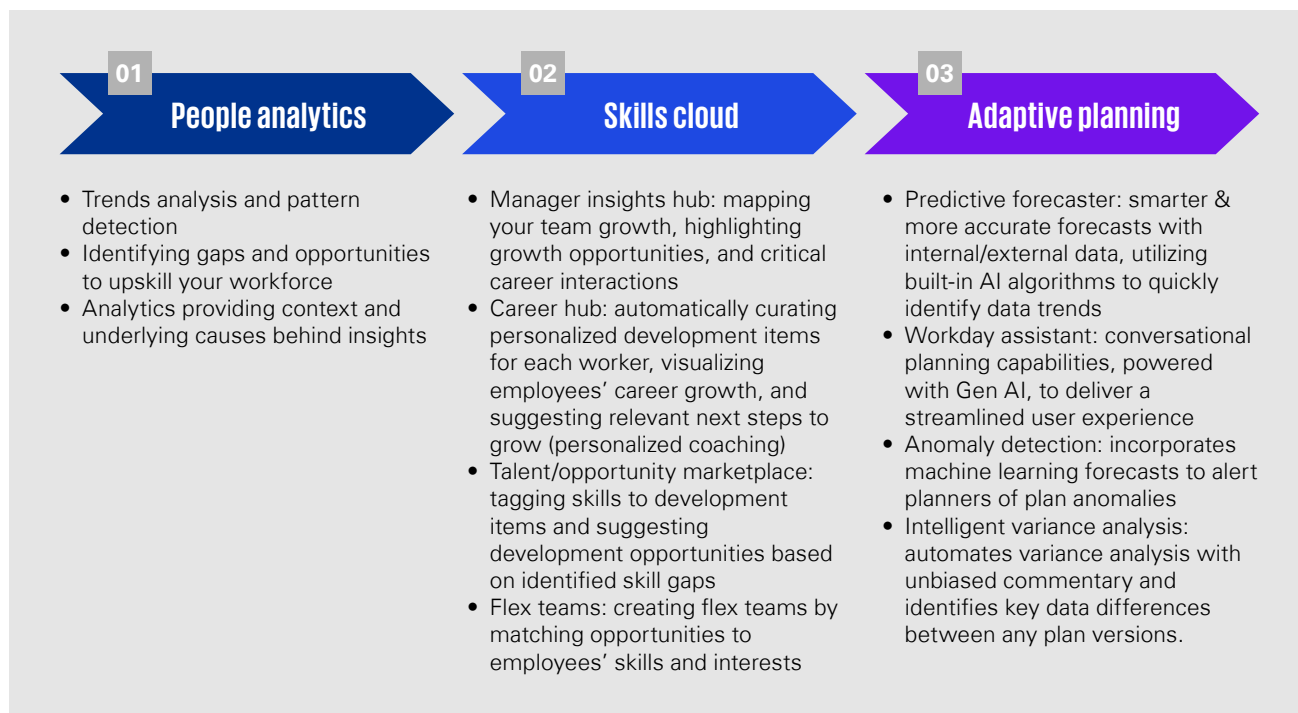 01
People analytics
• Trends analysis and pattern
detection
• Identifying gaps and opportunities
to upskill your workforce
• Analytics providing context and
underlying causes behind insights
02
Skills cloud
• Manager insights hub: mapping
your team growth, highlighting
growth opportunities, and critical
career interactions
• Career hub: automatically curating
personalized development items
for each worker, visualizing
employees’ career growth, and
suggesting relevant next steps to
grow (personalized coaching)
• Talent/opportunity marketplace:
tagging skills to development
items and suggesting
development opportunities based
on identified skill gaps
• Flex teams: creating flex teams by
matching opportunities to
employees’ skills and interests
03
Adaptive planning
• Predictive forecaster: smarter &
more accurate forecasts with
internal/external data, utilizing
built-in AI algorithms to quickly
identify data trends
• Workday assistant: conversational
planning capabilities, powered
with Gen AI, to deliver a
streamlined user experience
• Anomaly detection: incorporates
machine learning forecasts to alert
planners of plan anomalies
• Intelligent variance analysis:
automates variance analysis with
unbiased commentary and
identifies key data differences
between any plan versions.